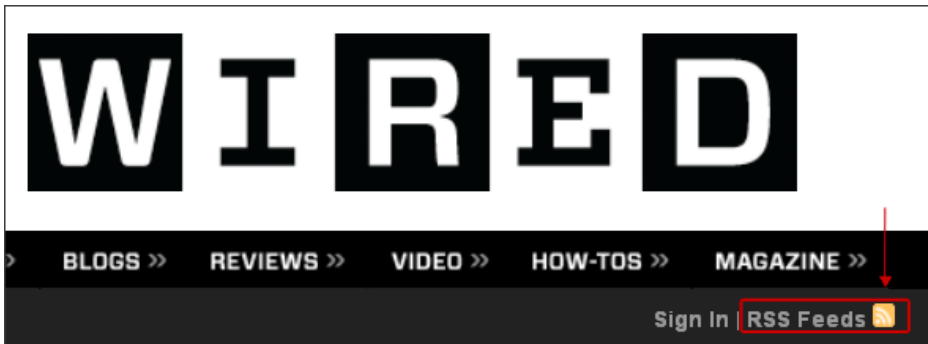 WIRED
» BLOGS » REVIEWS » VIDEO » HOW-TOS » MAGAZINE »
Sign In | RSS Feeds